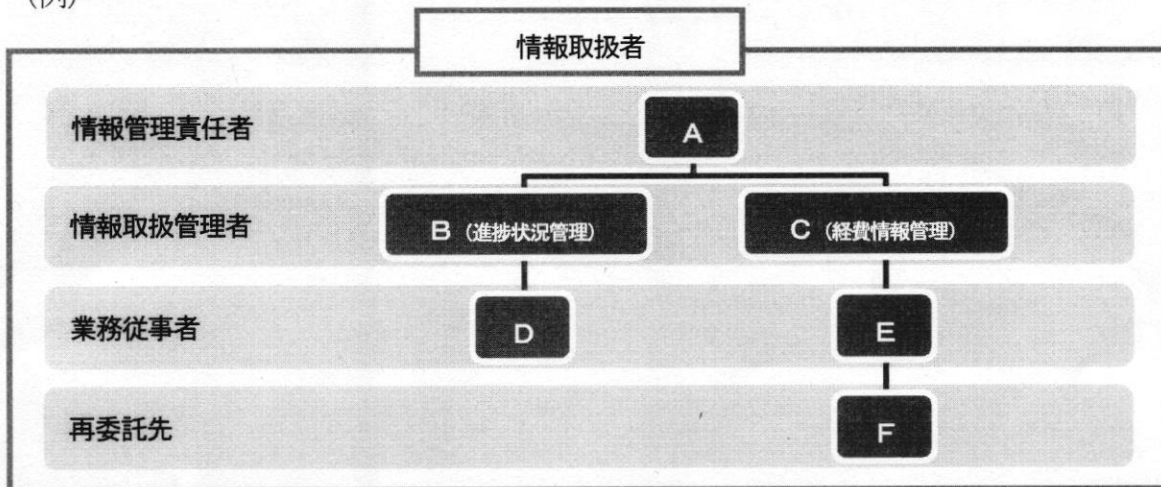 (例)
情報取扱者
情報管理責任者
A
情報取扱管理者
B (進捗状況管理)
C (経費情報管理)
業務従事者
D
E
再委託先
F